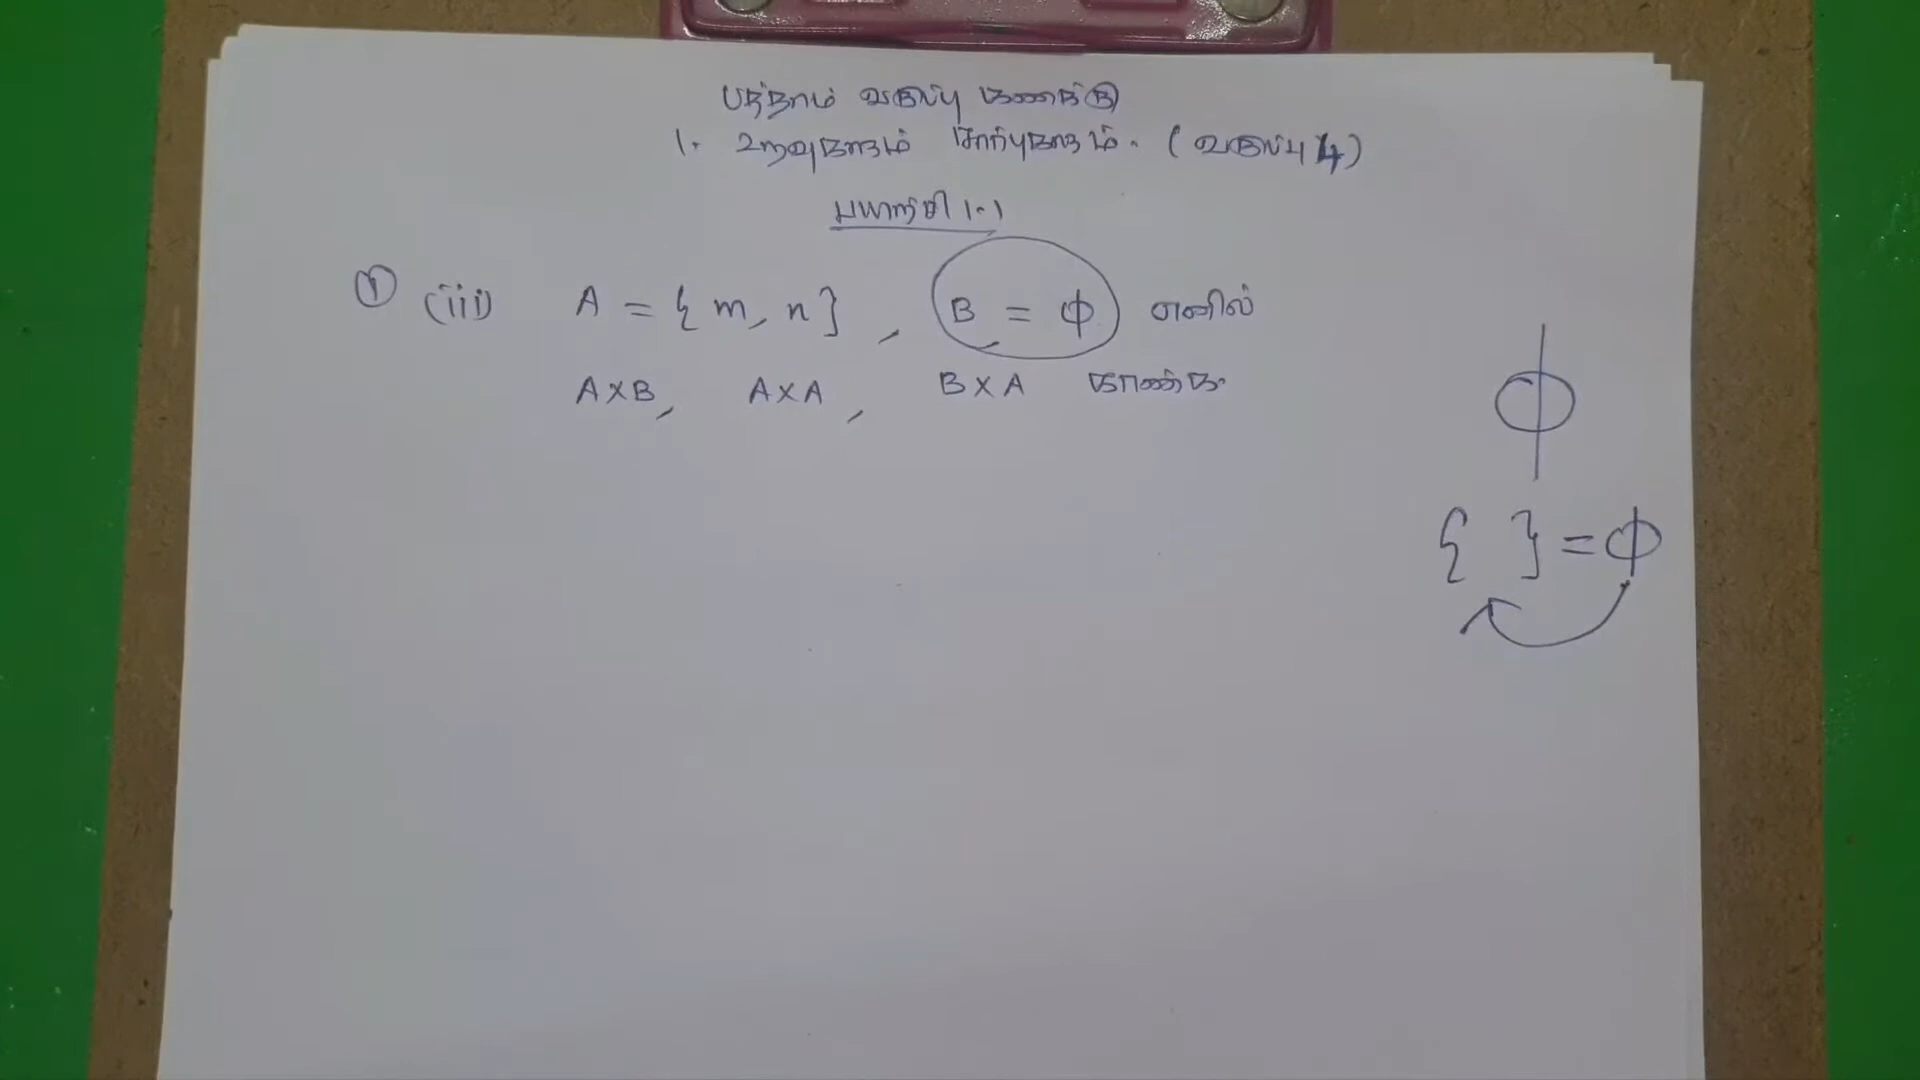 பத்தாம் வகுப்பு கணக்கு
1. உறவுகளும் சார்புகளும். (வகுப்பு 4)
பயிற்சி 1.1
① (iii) A = { m, n } , B = ϕ எனில்
A×B, A×A, B×A காண்க.
ϕ
{ } = ϕ